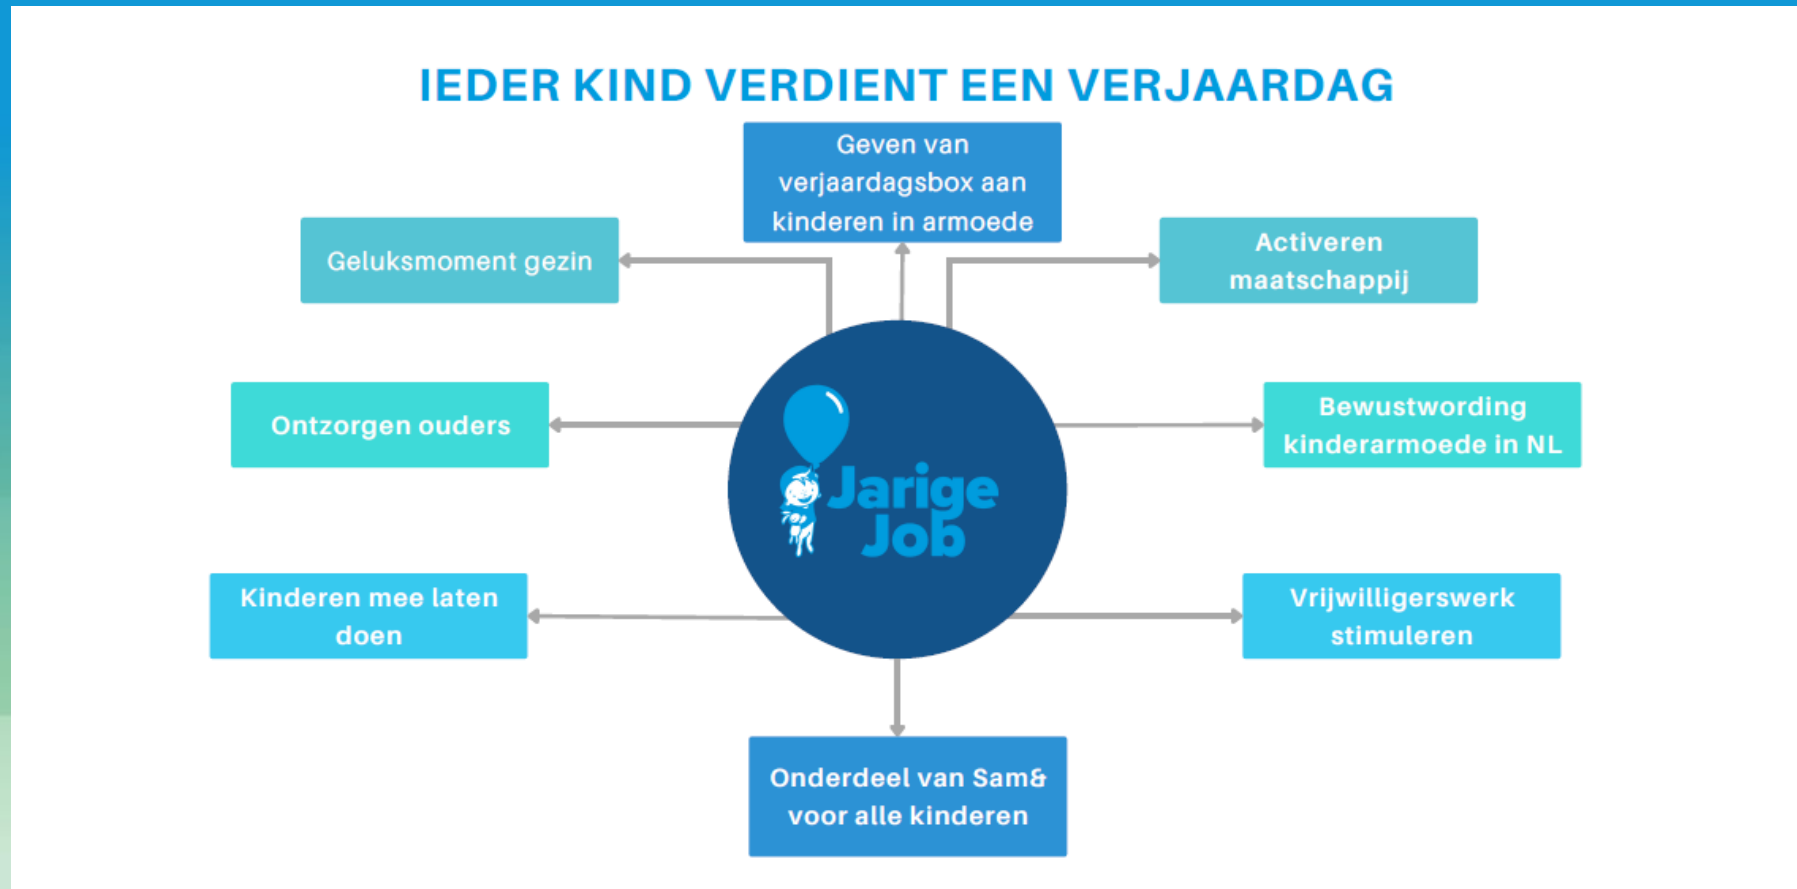 IEDER KIND VERDIENT EEN VERJAARDAG
Geven van
verjaardagsbox aan
kinderen in armoede
Geluksmoment gezin
Activeren
maatschappij
Ontzorgen ouders
Bewustwording
kinderarmoede in NL
Jarige
Job
Kinderen mee laten
doen
Vrijwilligerswerk
stimuleren
Onderdeel van Sam&
voor alle kinderen